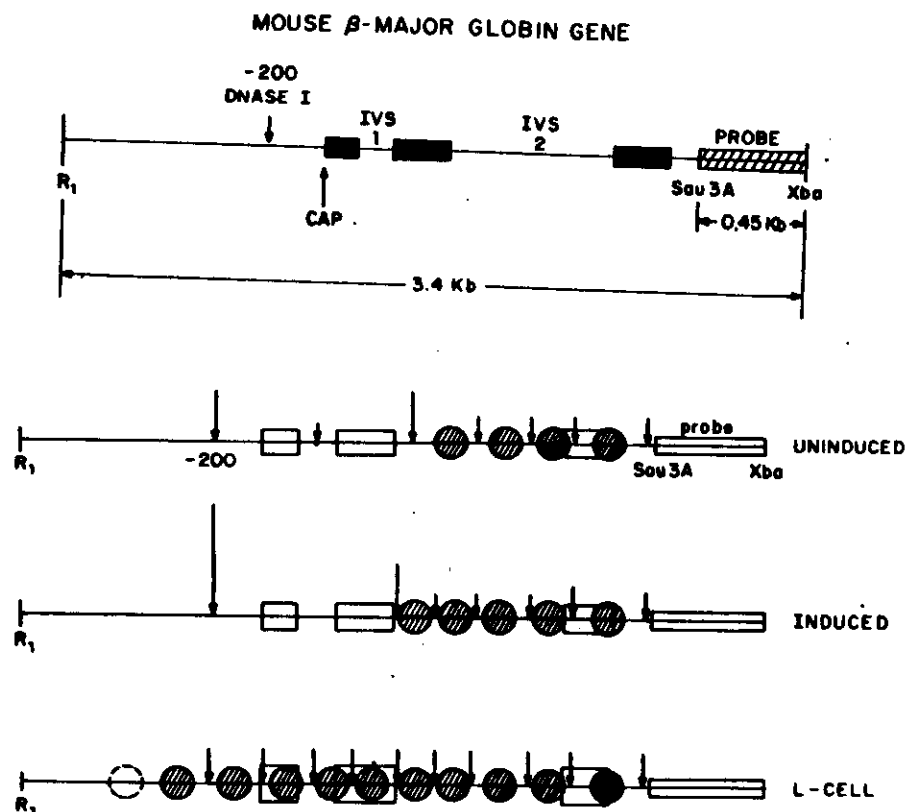 MOUSE β-MAJOR GLOBIN GENE
-200
DNASE I
IVS
1
IVS
2
PROBE
R₁
CAP
Sau 3A
Xba
0.45 Kb
3.4 Kb
probe
UNINDUCED
R₁
-200
Sau 3A
Xba
INDUCED
R₁
L-CELL
R₁